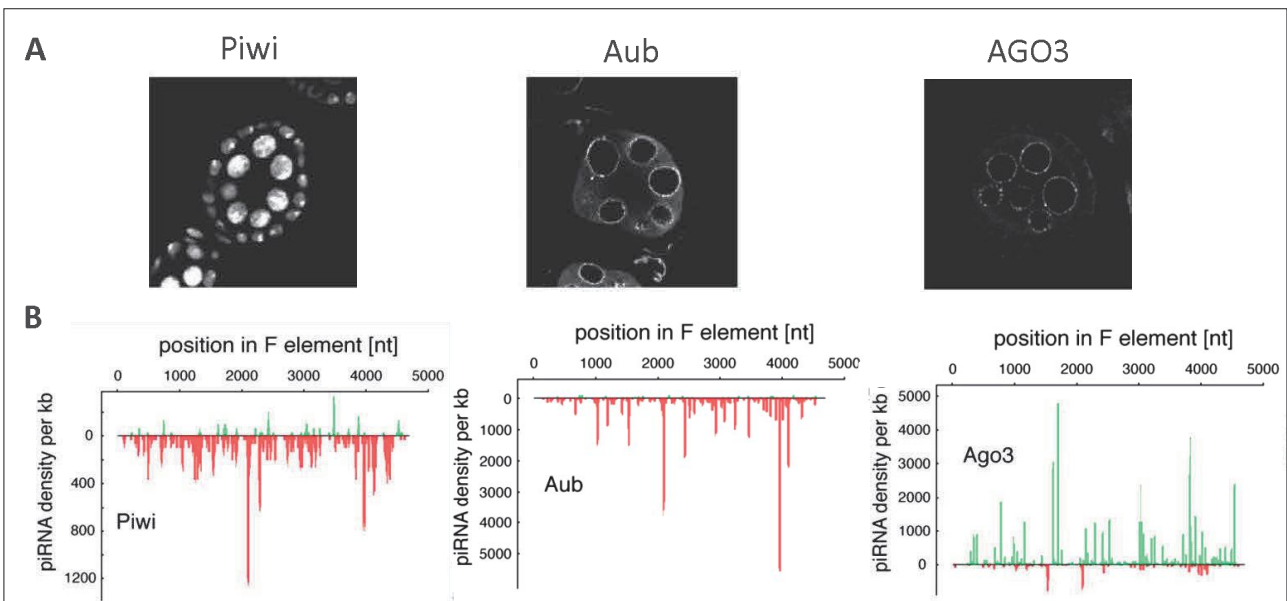 A
Piwi
Aub
AGO3
B
position in F element [nt]
0 1000 2000 3000 4000 5000
piRNA density per kb
0
400
800
1200
Piwi
position in F element [nt]
0 1000 2000 3000 4000 5000
piRNA density per kb
0
1000
2000
3000
4000
5000
Aub
position in F element [nt]
0 1000 2000 3000 4000 5000
piRNA density per kb
5000
4000
3000
2000
1000
0
Ago3